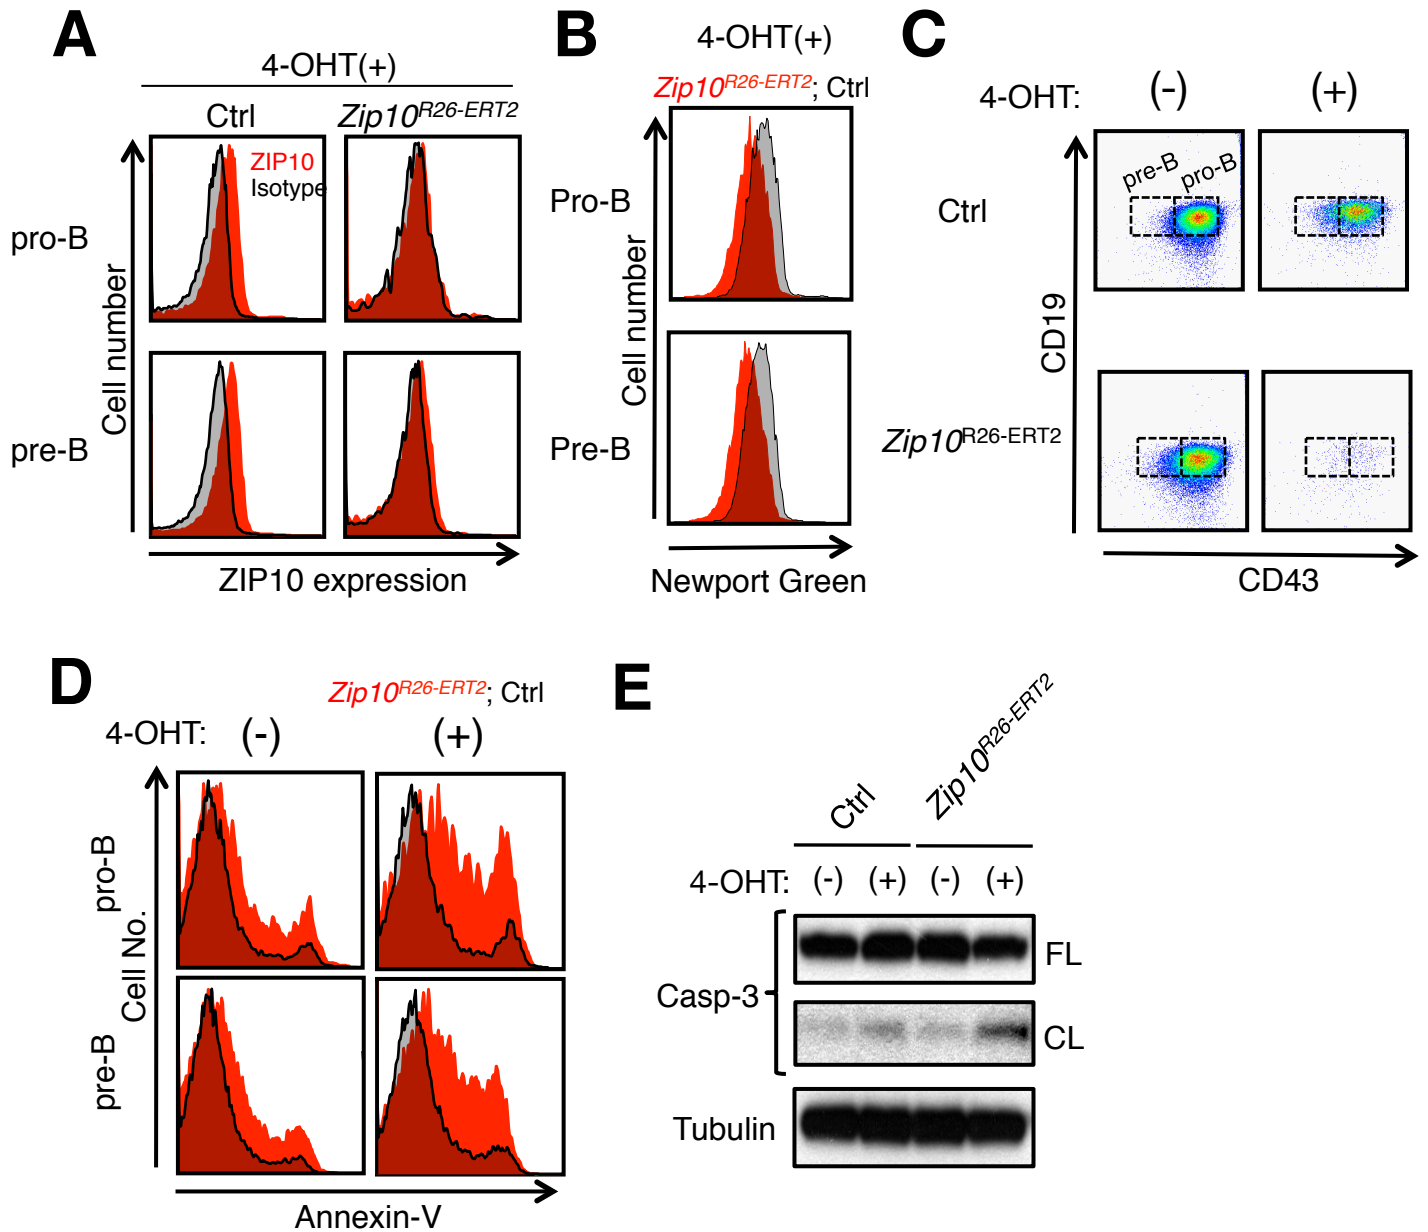 A
4-OHT(+)
Ctrl
Zip10R26-ERT2
ZIP10
Isotype
pro-B
pre-B
Cell number
ZIP10 expression
B
4-OHT(+)
Zip10R26-ERT2; Ctrl
Pro-B
Pre-B
Cell number
Newport Green
C
4-OHT: (-) (+)
pre-B pro-B
Ctrl
Zip10R26-ERT2
CD19
CD43
D
Zip10R26-ERT2; Ctrl
4-OHT: (-) (+)
pro-B
pre-B
Cell No.
Annexin-V
E
Ctrl
Zip10R26-ERT2
4-OHT: (-) (+) (-) (+)
Casp-3
FL
CL
Tubulin